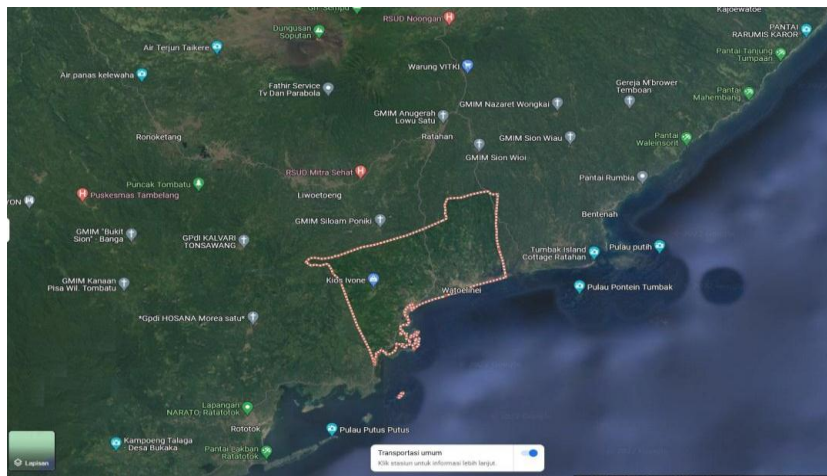 Kajoewatoe
RSUD Noongan
Dungusan
Soputan
PANTAI
RARUMIS KAROR
Air Terjun Taikere
Pantai Tanjung
Tumpaan
Warung VITKI
Air panas kelewaha
Fathir Service
Tv Dan Parabola
Gereja M'brower
Temboan
Pantai
Mahembang
GMIM Nazaret Wongkai
GMIM Anugerah
Lowu Satu
Ronoketang
Ratahan
GMIM Sion Wiau
Pantai
Waleinsorit
GMIM Sion Wioi
RSUD Mitra Sehat
Pantai Rumbia
Puncak Tombatu
Puskesmas Tambelang
Liwoetoeng
YON
Bentenah
GMIM Siloam Poniki
GMIM "Bukit
Sion" - Banga
GPdI KALVARI
TONSAWANG
Tumbak Island
Cottage Ratahan
Pulau putih
Kios Ivone
GMIM Kanaan
Pisa Wil. Tombatu
Watoelinei
Pulau Pontein Tumbak
*Gpdi HOSANA Morea satu*
Lapangan
NARATO, Ratatotok
Rototok
Pulau Putus Putus
Kampoeng Talaga
- Desa Bukaka
Pantai Lakban
Ratatotok
Lapisan
Transportasi umum
Klik stasiun untuk informasi lebih lanjut.